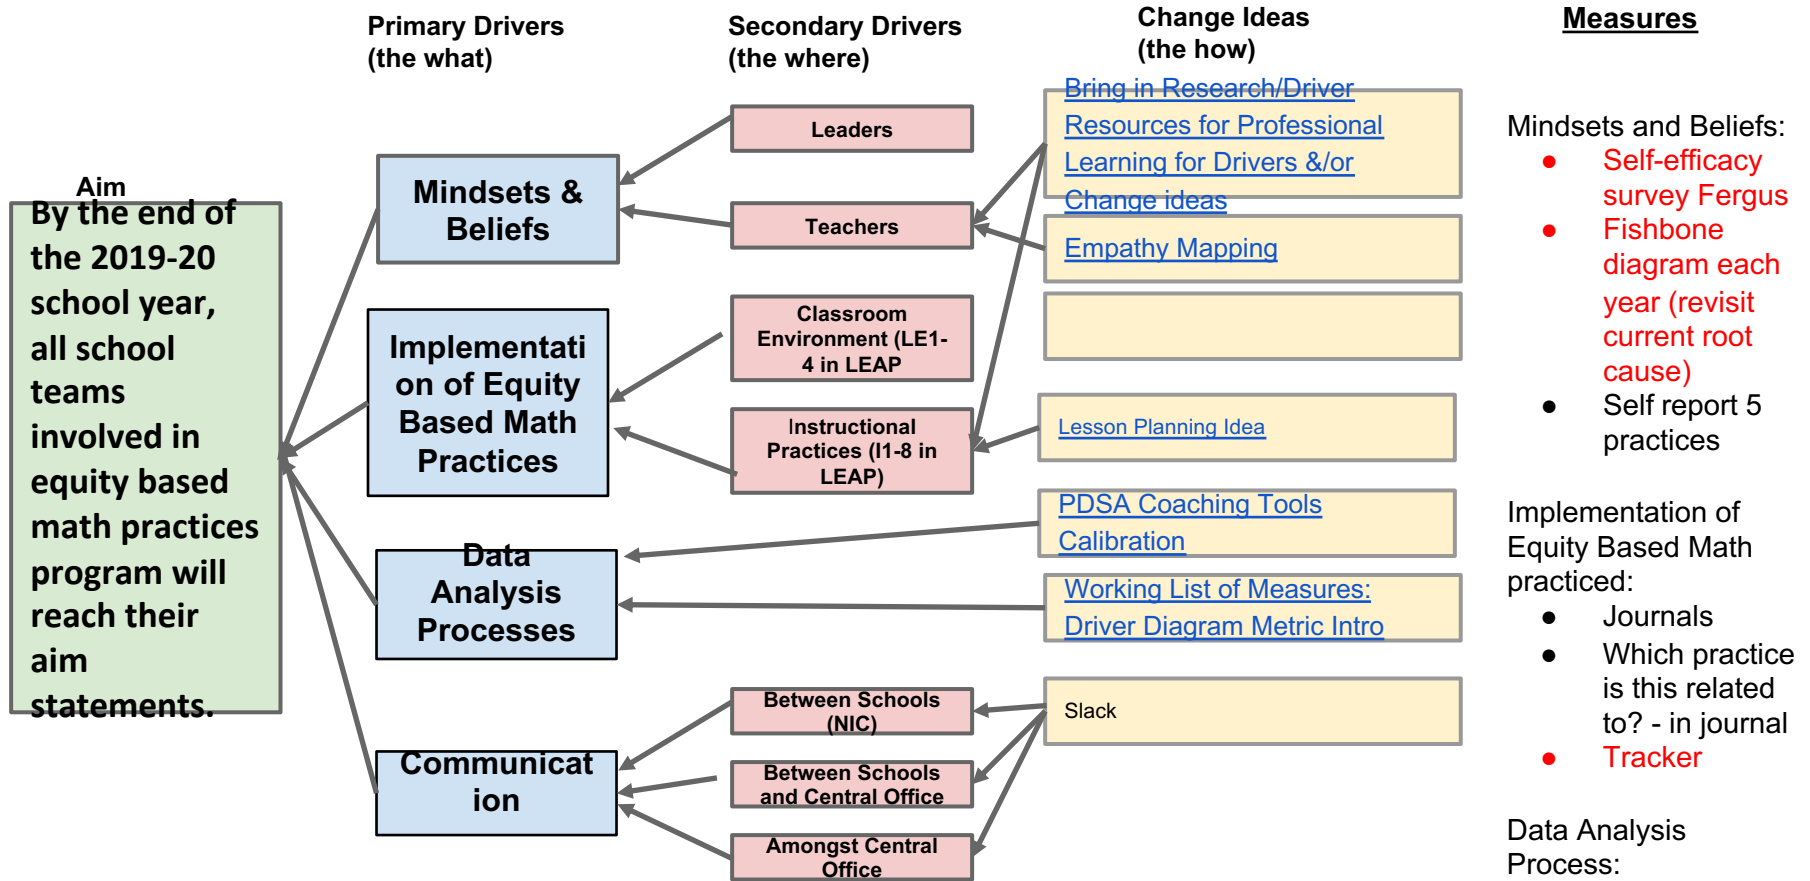 Primary Drivers
(the what)
Secondary Drivers
(the where)
Change Ideas
(the how)
Measures
Aim
By the end of
the 2019-20
school year,
all school
teams
involved in
equity based
math practices
program will
reach their
aim
statements.
Mindsets &
Beliefs
Implementati
on of Equity
Based Math
Practices
Data
Analysis
Processes
Communicat
ion
Leaders
Teachers
Classroom
Environment (LE1-
4 in LEAP
Instructional
Practices (I1-8 in
LEAP)
Between Schools
(NIC)
Between Schools
and Central Office
Amongst Central
Office
Bring in Research/Driver
Resources for Professional
Learning for Drivers &/or
Change ideas
Empathy Mapping
Lesson Planning Idea
PDSA Coaching Tools
Calibration
Working List of Measures:
Driver Diagram Metric Intro
Slack
Mindsets and Beliefs:
● Self-efficacy
survey Fergus
● Fishbone
diagram each
year (revisit
current root
cause)
● Self report 5
practices
Implementation of
Equity Based Math
practiced:
● Journals
● Which practice
is this related
to? - in journal
● Tracker
Data Analysis
Process: